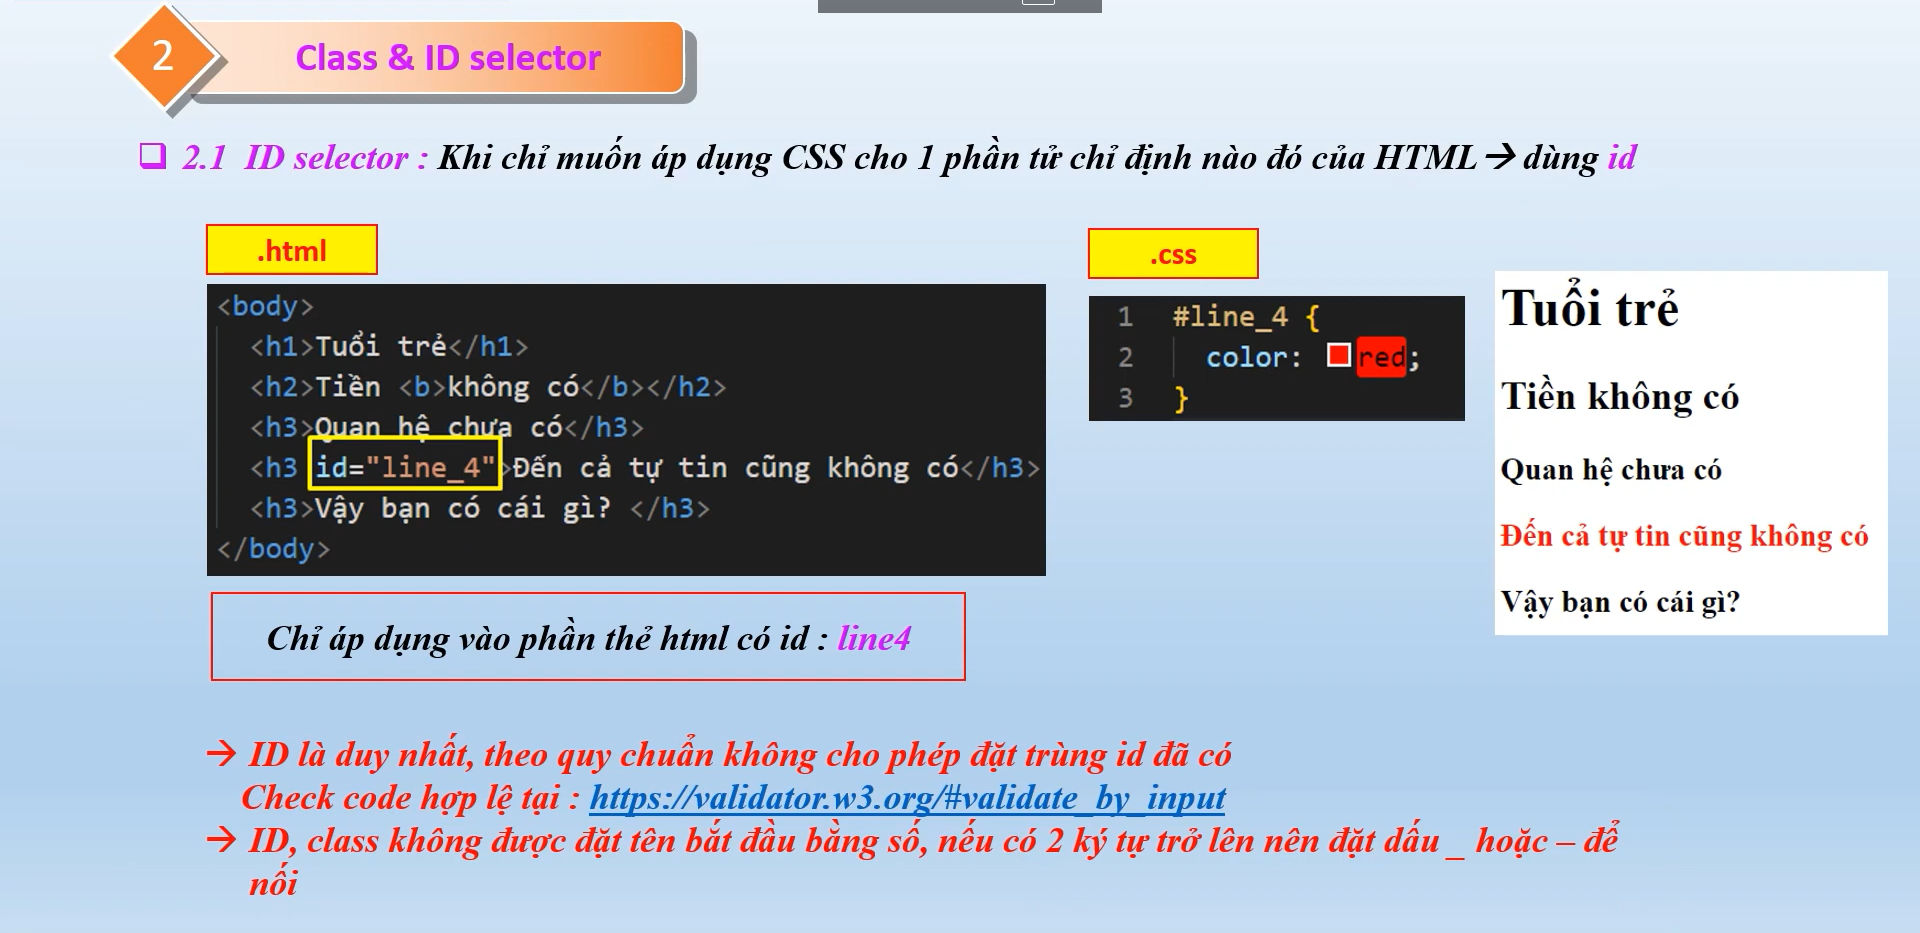 2
Class & ID selector
2.1 ID selector : Khi chỉ muốn áp dụng CSS cho 1 phần tử chỉ định nào đó của HTML → dùng id
.html
<body>
<h1>Tuổi trẻ</h1>
<h2>Tiền <b>không có</b></h2>
<h3>Quan hệ chưa có</h3>
<h3 id="line_4">Đến cả tự tin cũng không có</h3>
<h3>Vậy bạn có cái gì? </h3>
</body>
.css
1 #line_4 {
2 color: red;
3 }
Tuổi trẻ
Tiền không có
Quan hệ chưa có
Đến cả tự tin cũng không có
Vậy bạn có cái gì?
Chỉ áp dụng vào phần thẻ html có id : line4
→ ID là duy nhất, theo quy chuẩn không cho phép đặt trùng id đã có
Check code hợp lệ tại : https://validator.w3.org/#validate_by_input
→ ID, class không được đặt tên bắt đầu bằng số, nếu có 2 ký tự trở lên nên đặt dấu _ hoặc – để
nối